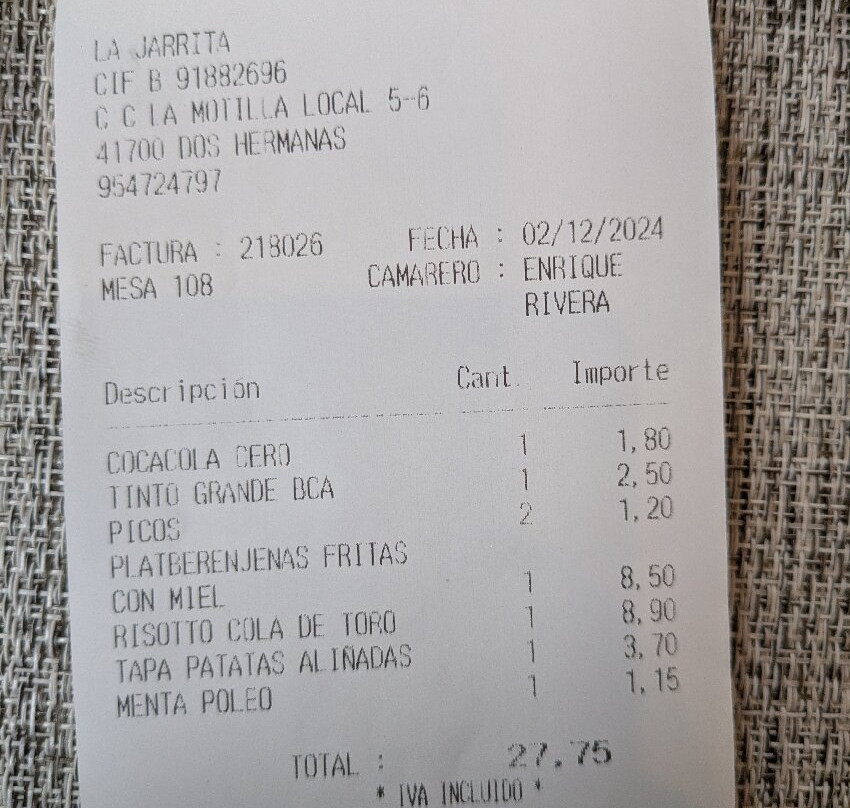 LA JARRITA
CIF B 91882696
C C LA MOTILLA LOCAL 5-6
41700 DOS HERMANAS
954724797
FACTURA : 218026 FECHA : 02/12/2024
MESA 108 CAMARERO : ENRIQUE
RIVERA
Descripción Cant. Importe
COCACOLA CERO 1 1,80
TINTO GRANDE BCA 1 2,50
PICOS 2 1,20
PLATBERENJENAS FRITAS
CON MIEL 1 8,50
RISOTTO COLA DE TORO 1 8,90
TAPA PATATAS ALIÑADAS 1 3,70
MENTA POLEO 1 1,15
TOTAL : 27.75
* IVA INCLUIDO *